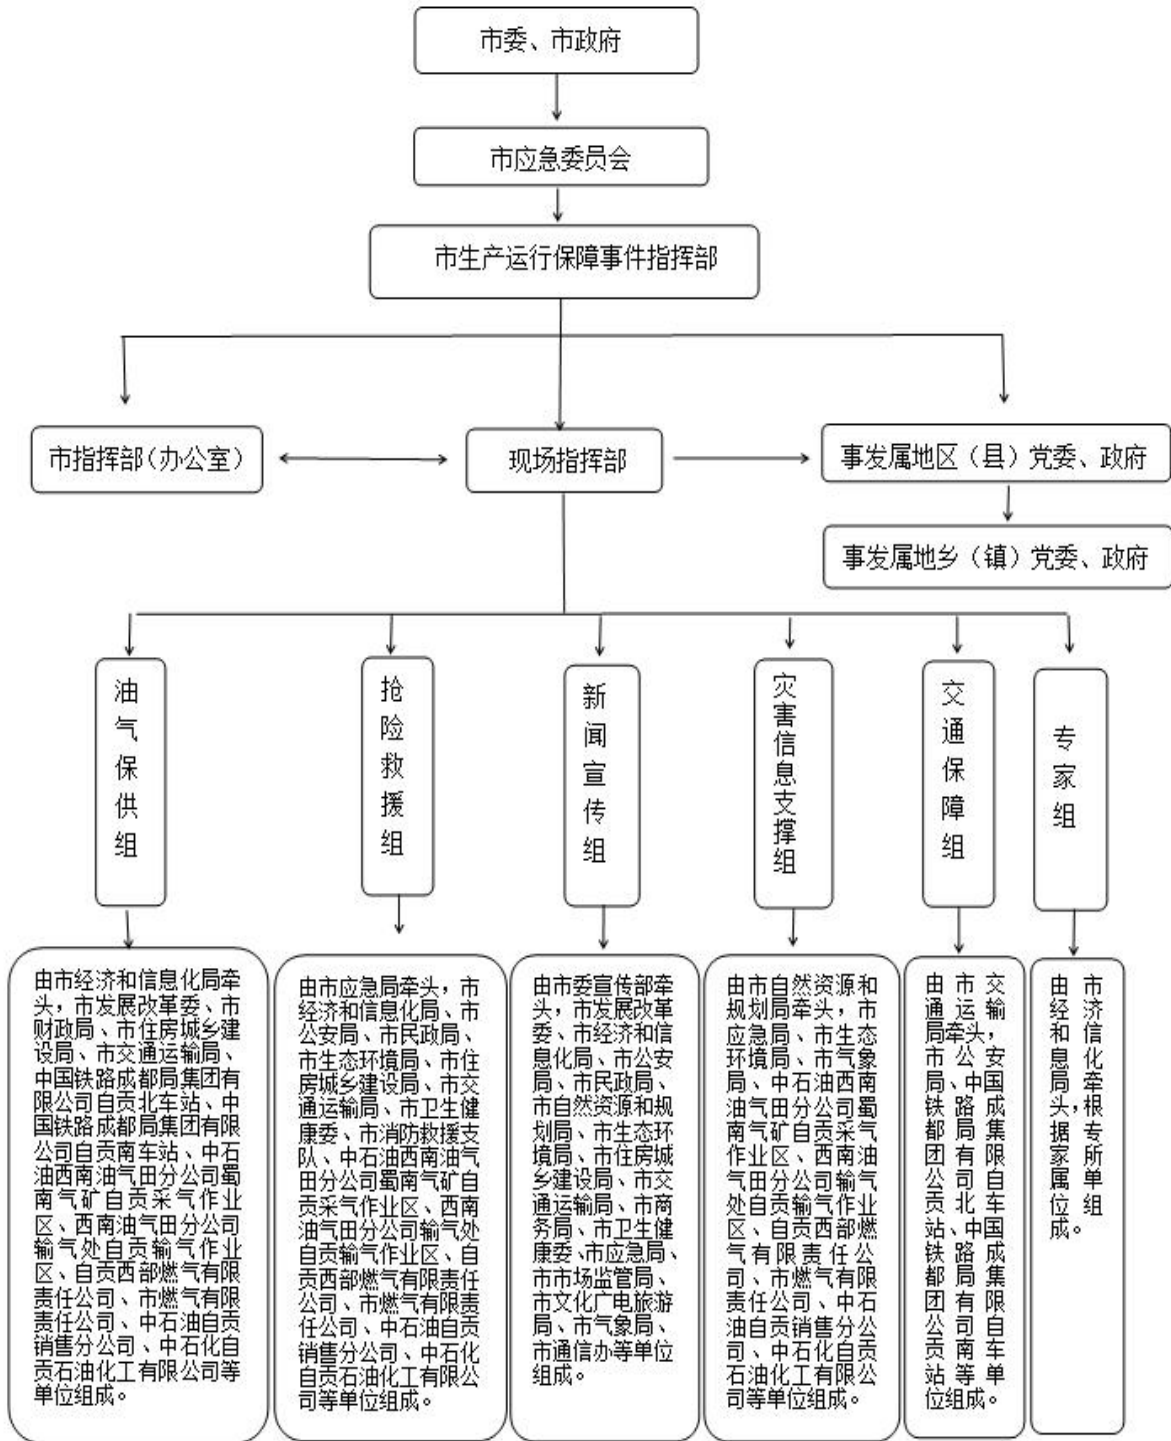 市委、市政府
市应急委员会
市生产运行保障事件指挥部
市指挥部（办公室）
现场指挥部
事发属地区（县）党委、政府
事发属地乡（镇）党委、政府
油气保供组
抢险救援组
新闻宣传组
灾害信息支撑组
交通保障组
专家组
由市经济和信息化局牵
头，市发展改革委、市
财政局、市住房城乡建
设局、市交通运输局、
中国铁路成都局集团有
限公司自贡北车站、中
国铁路成都局集团有限
公司自贡南车站、中石
油西南油气田分公司蜀
南气矿自贡采气作业
区、西南油气田分公司
输气处自贡输气作业
区、自贡西部燃气有限
责任公司、市燃气有限
责任公司、中石油自贡
销售分公司、中石化自
贡石油化工有限公司等
单位组成。
由市应急局牵头，市
经济和信息化局、市
公安局、市民政局、
市生态环境局、市住
房城乡建设局、市交
通运输局、市卫生健
康委、市消防救援支
队、中石油西南油气
田分公司蜀南气矿自
贡采气作业区、西南
油气田分公司输气处
自贡输气作业区、自
贡西部燃气有限责任
公司、市燃气有限责
任公司、中石油自贡
销售分公司、中石化
自贡石油化工有限公
司等单位组成。
由市委宣传部牵
头，市发展改革
委、市经济和信
息化局、市公安
局、市民政局、
市自然资源和规
划局、市生态环
境局、市住房城
乡建设局、市交
通运输局、市商
务局、市卫生健
康委、市应急局、
市市场监管局、
市文化广电旅游
局、市气象局、
市通信办等单位
组成。
由市自然资源和
规划局牵头，市
应急局、市生态
环境局、市气象
局、中石油西南
油气田分公司蜀
南气矿自贡采气
作业区、西南油
气田分公司输气
处自贡输气作业
区、自贡西部燃
气有限责任公
司、市燃气有限
责任公司、中石
油自贡销售分公
司、中石化自贡
石油化工有限公
司等单位组成。
由市交
通运输
局牵头，
市公安
局、中国
铁路成
都局集
团有限
公司自
贡北车
站、中国
铁路成
都局集
团有限
公司自
贡南车
站等单
位组成。
由市
经济
和信
息化
局牵
头，根
据专
家所
属单
位组
成。